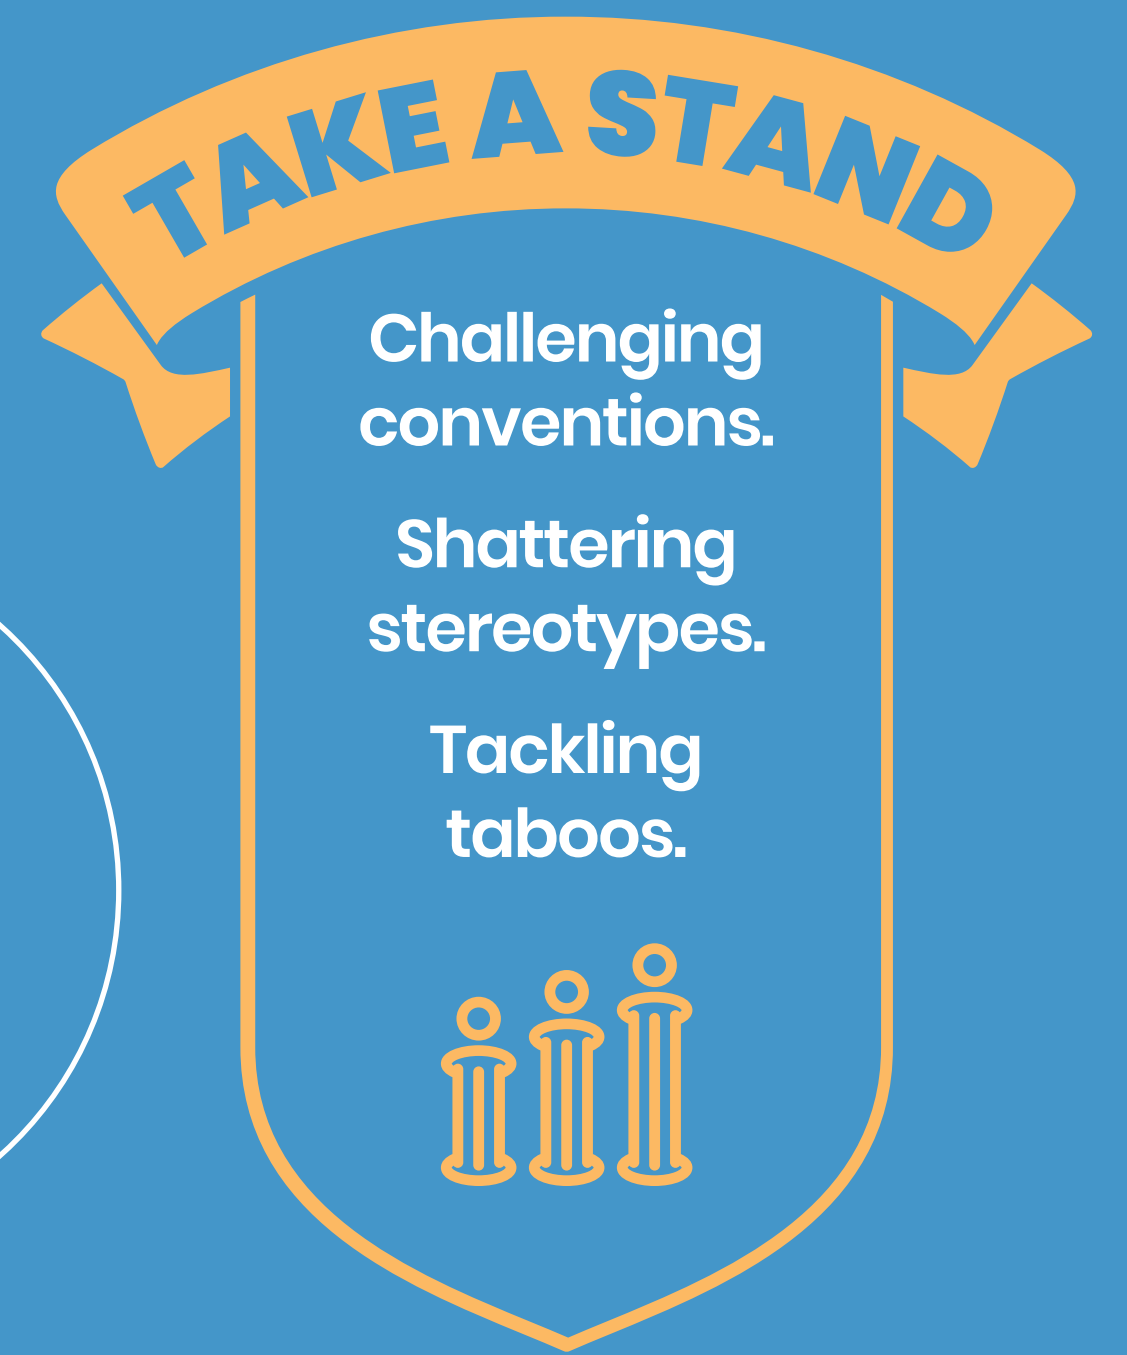 TAKE A STAND
Challenging
conventions.
Shattering
stereotypes.
Tackling
taboos.